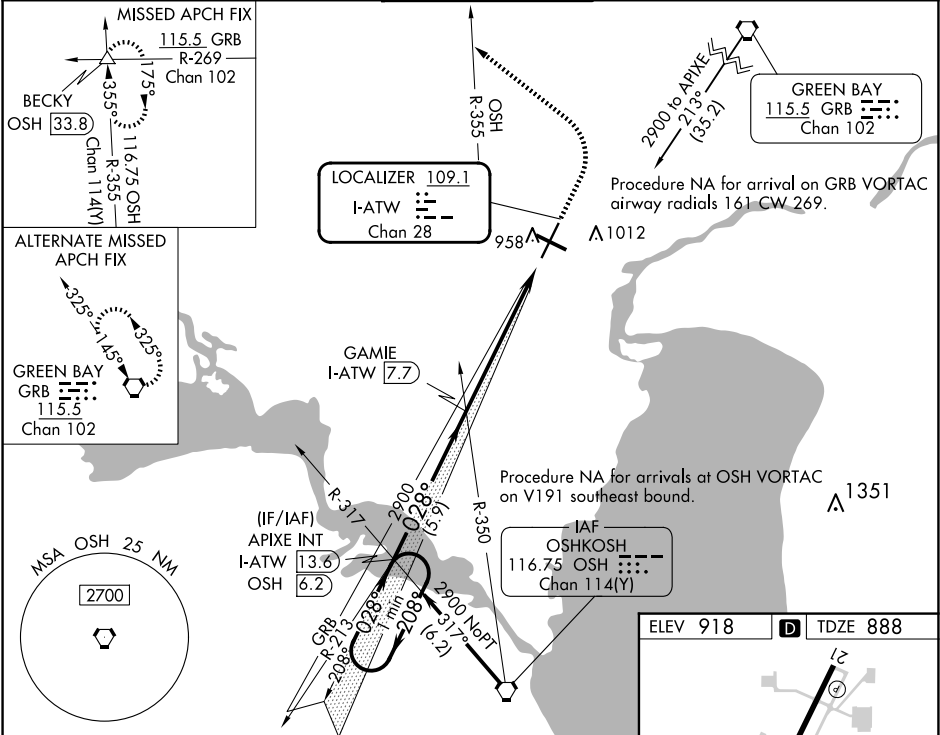 MISSED APCH FIX
115.5 GRB
R-269
Chan 102
175°
355°
BECKY
OSH 33.8
116.75 OSH
R-355
Chan 114(Y)
ALTERNATE MISSED
APCH FIX
325°
145°
325°
GREEN BAY
GRB
115.5
Chan 102
OSH
R-355
LOCALIZER 109.1
I-ATW
Chan 28
958
1012
2900 to APIXE
213°
(35.2)
GREEN BAY
115.5 GRB
Chan 102
Procedure NA for arrival on GRB VORTAC
airway radials 161 CW 269.
GAMIE
I-ATW 7.7
R-317
2900
028°
(5.9)
R-350
Procedure NA for arrivals at OSH VORTAC
on V191 southeast bound.
1351
(IF/IAF)
APIXE INT
I-ATW 13.6
OSH 6.2
IAF
OSHKOSH
116.75 OSH
Chan 114(Y)
MSA OSH 25 NM
2700
GRB
R-213
208°
028°
1 min
208°
2900 NoPT
317°
(6.2)
ELEV 918
D
TDZE 888
21
P